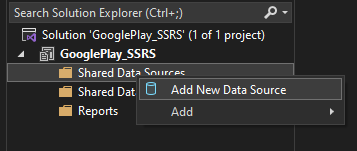 Search Solution Explorer (Ctrl+;)
Solution 'GooglePlay_SSRS' (1 of 1 project)
GooglePlay_SSRS
Shared Data Sources
Add New Data Source
Shared Dat
Add
Reports